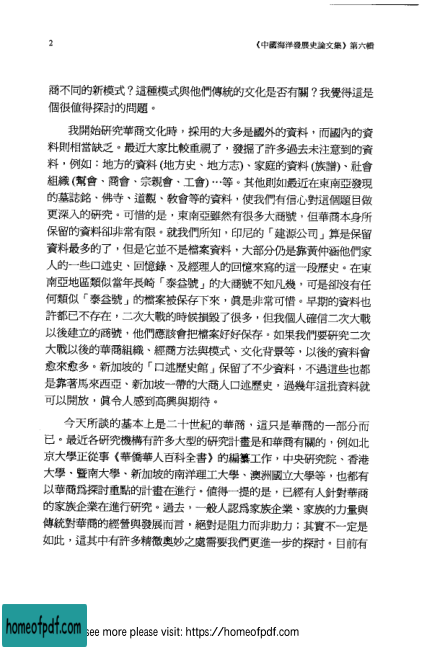 2
《中國海洋發展史論文集》第六輯
商不同的新模式？這種模式與他們傳統的文化是否有關？我覺得這是
個很值得探討的問題。
我開始研究華商文化時，採用的大多是國外的資料，而國內的資
料則相當缺乏。最近大家比較重視了，發掘了許多過去未注意到的資
料，例如：地方的資料 (地方史、地方志)、家庭的資料 (族譜)、社會
組織 (幫會、商會、宗親會、工會) …等。其他則如最近在東南亞發現
的墓誌銘、佛寺、道觀、教會等的資料，使我們有信心對這個題目做
更深入的研究。可惜的是，東南亞雖然有很多大商號，但華商本身所
保留的資料卻非常有限。就我們所知，印尼的「建源公司」算是保留
資料最多的了，但是它並不是檔案資料，大部分仍是靠黃仲涵他們家
人的一些口述史、回憶錄、及經理人的回憶來寫的這一段歷史。在東
南亞地區類似當年長崎「泰益號」的大商號不知凡幾，可是卻沒有任
何類似「泰益號」的檔案被保存下來，眞是非常可惜。早期的資料也
許都已不存在，二次大戰的時候損毀了很多，但我個人確信二次大戰
以後建立的商號，他們應該會把檔案好好保存。如果我們要研究二次
大戰以後的華商組織、經商方法與模式、文化背景等，以後的資料會
愈來愈多。新加坡的「口述歷史館」保留了不少資料，不過這些也都
是靠著馬來西亞、新加坡一帶的大商人口述歷史，過幾年這批資料就
可以開放，眞令人感到高興與期待。
今天所談的基本上是二十世紀的華商，這只是華商的一部分而
已。最近各研究機構有許多大型的研究計畫是和華商有關的，例如北
京大學正從事《華僑華人百科全書》的編纂工作，中央研究院、香港
大學、暨南大學、新加坡的南洋理工大學、澳洲國立大學等，也都有
以華商爲探討重點的計畫在進行。値得一提的是，已經有人針對華商
的家族企業在進行研究。過去，一般人認爲家族企業、家族的力量與
傳統對華商的經營與發展而言，絕對是阻力而非助力；其實不一定是
如此，這其中有許多精微奧妙之處需要我們更進一步的探討。目前有
homeofpdf.com
see more please visit: https://homeofpdf.com